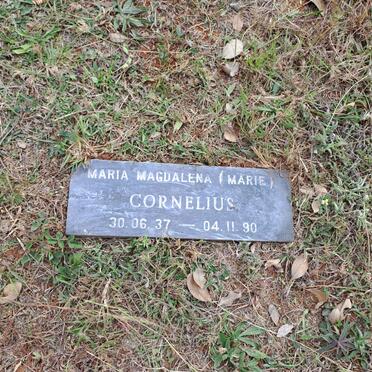 MARIA MAGDALENA (MARIE)
CORNELIUS
30.06.37 — 04.11.90